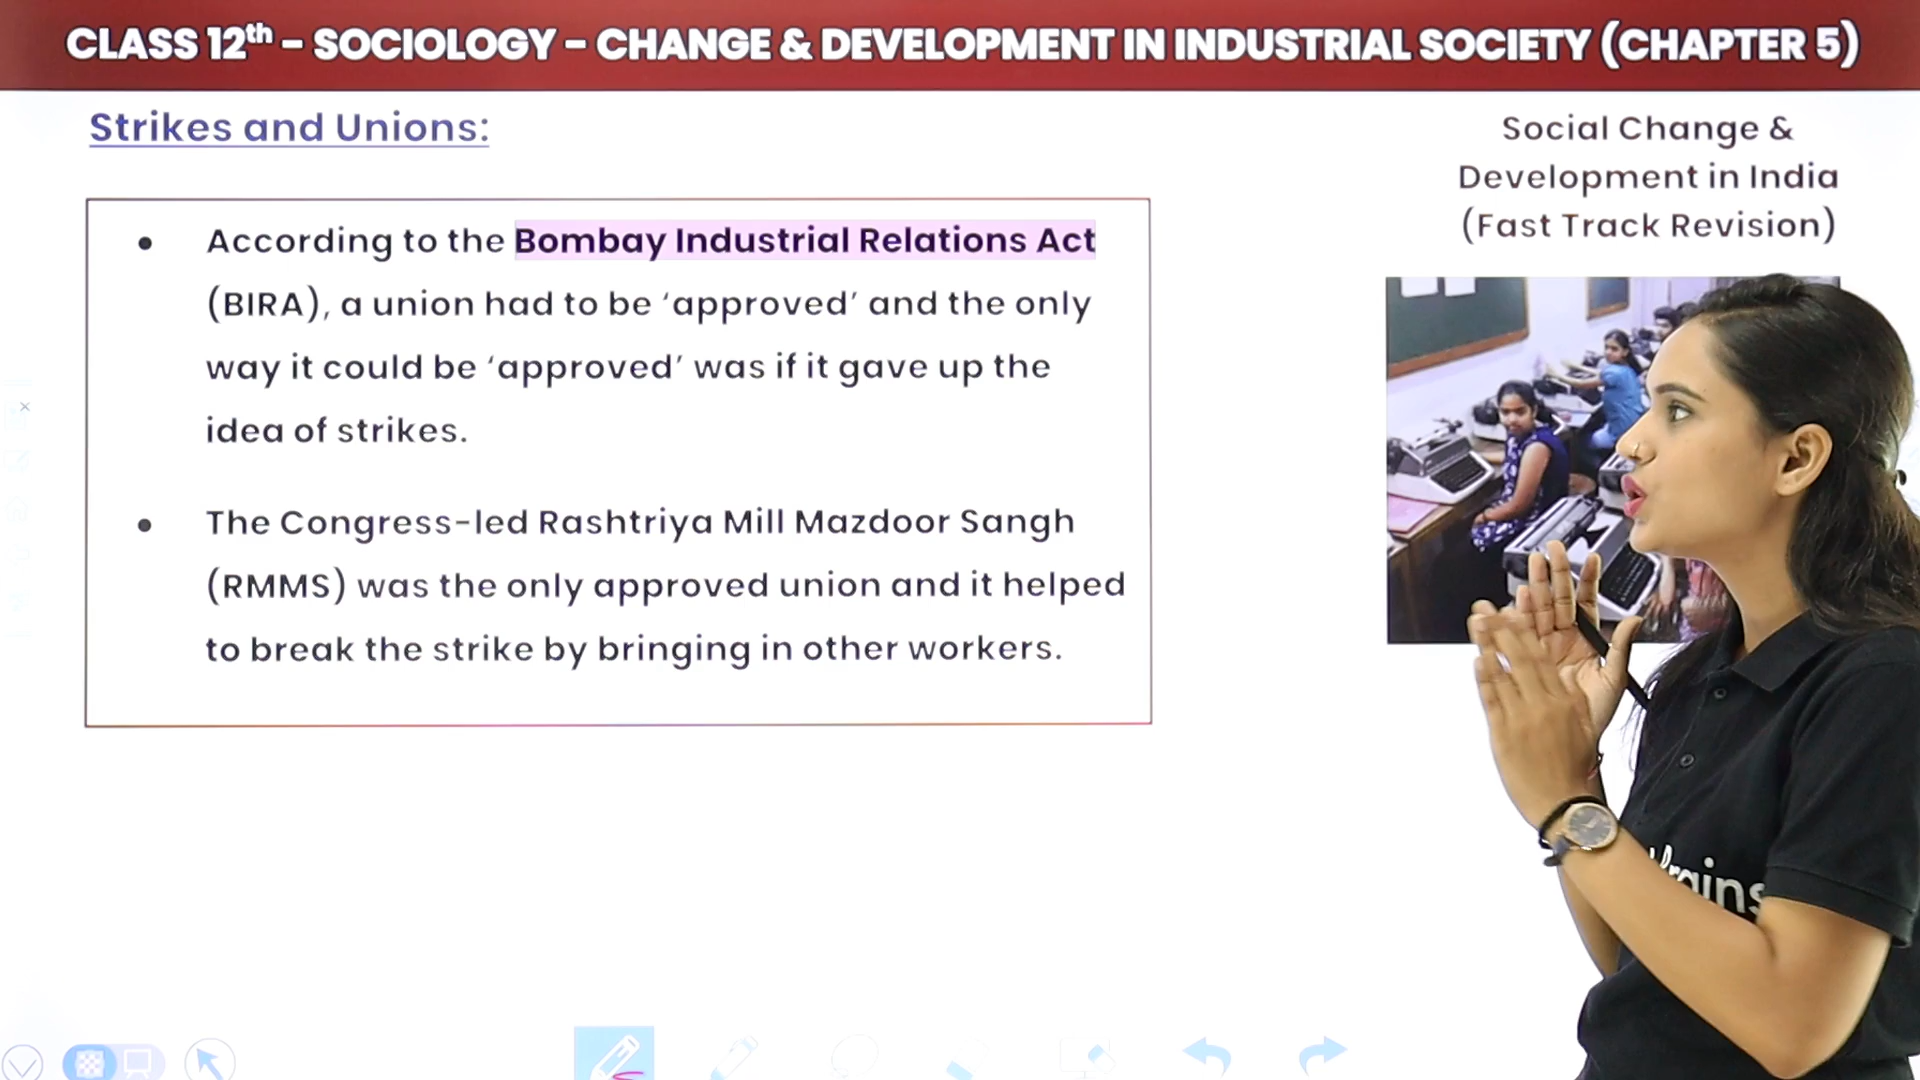 CLASS 12th – SOCIOLOGY – CHANGE & DEVELOPMENT IN INDUSTRIAL SOCIETY (CHAPTER 5)
Strikes and Unions:
• According to the Bombay Industrial Relations Act
(BIRA), a union had to be ‘approved’ and the only
way it could be ‘approved’ was if it gave up the
idea of strikes.
• The Congress-led Rashtriya Mill Mazdoor Sangh
(RMMS) was the only approved union and it helped
to break the strike by bringing in other workers.
Social Change &
Development in India
(Fast Track Revision)